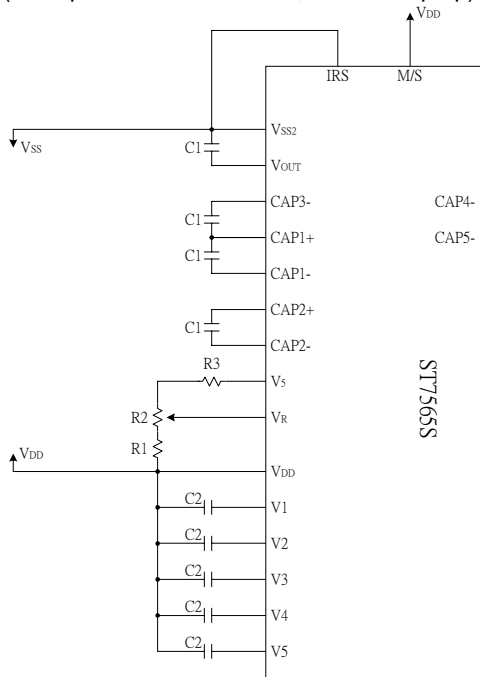 VDD
IRS M/S
VSS
C1
VSS2
VOUT
C1
CAP3-
CAP4-
CAP1+
CAP5-
C1
CAP1-
C1
CAP2+
CAP2-
R3
V5
R2
VR
R1
VDD
VDD
C2
V1
C2
V2
C2
V3
C2
V4
C2
V5
ST7565S